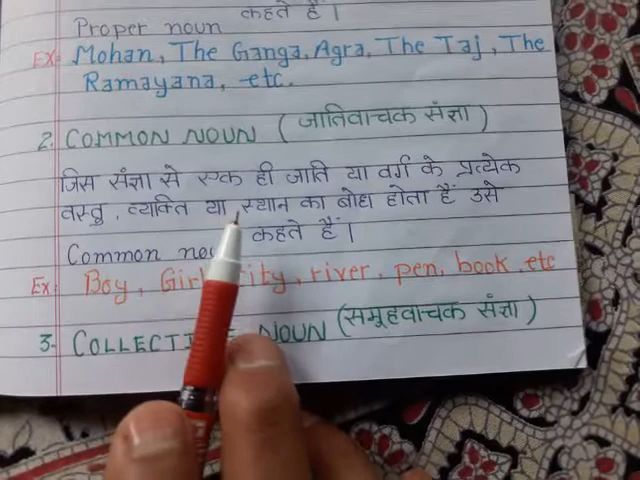 Proper noun कहते हैं।
Ex: Mohan, The Ganga, Agra, The Taj, The
Ramayana, etc.
2. COMMON NOUN (जातिवाचक संज्ञा)
जिस संज्ञा से एक ही जाति या वर्ग के प्रत्येक
वस्तु, व्यक्ति या स्थान का बोध होता हैं उसे
Common कहते हैं।
Ex: Boy, Girl, river, pen, book, etc
3. NOUN (समूहवाचक संज्ञा)